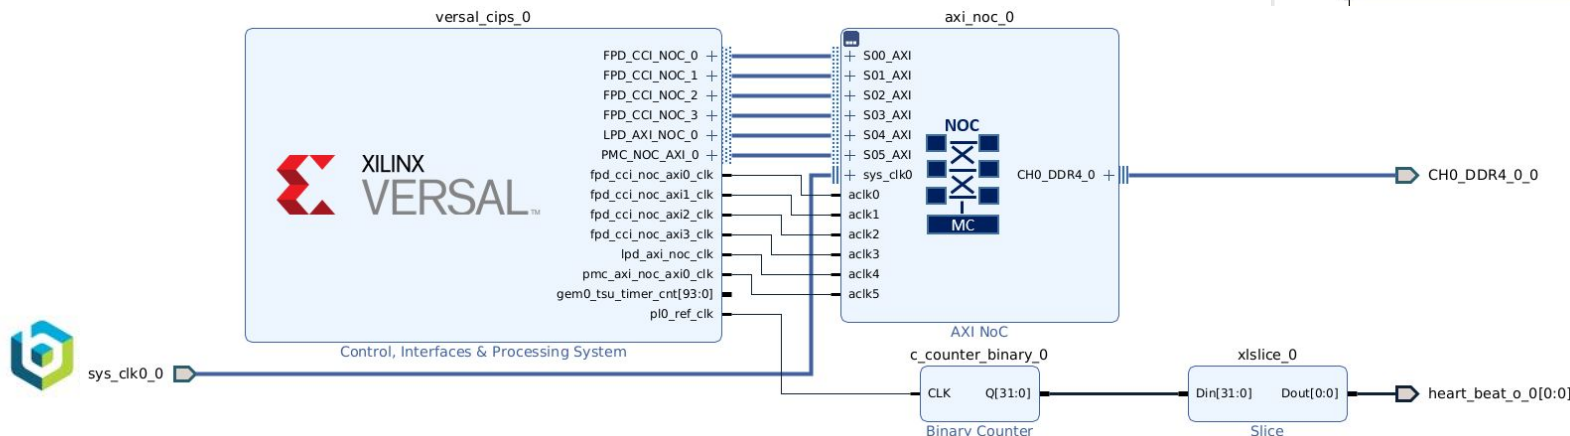 versal_cips_0
axi_noc_0
FPD_CCI_NOC_0
FPD_CCI_NOC_1
FPD_CCI_NOC_2
FPD_CCI_NOC_3
LPD_AXI_NOC_0
PMC_NOC_AXI_0
fpd_cci_noc_axi0_clk
fpd_cci_noc_axi1_clk
fpd_cci_noc_axi2_clk
fpd_cci_noc_axi3_clk
lpd_axi_noc_clk
pmc_axi_noc_axi0_clk
gem0_tsu_timer_cnt[93:0]
pl0_ref_clk
XILINX
VERSAL™
Control, Interfaces & Processing System
S00_AXI
S01_AXI
S02_AXI
S03_AXI
S04_AXI
S05_AXI
sys_clk0
aclk0
aclk1
aclk2
aclk3
aclk4
aclk5
NOC
MC
CH0_DDR4_0
AXI NoC
CH0_DDR4_0_0
sys_clk0_0
c_counter_binary_0
CLK
Q[31:0]
Binary Counter
xlslice_0
Din[31:0]
Dout[0:0]
Slice
heart_beat_o_0[0:0]